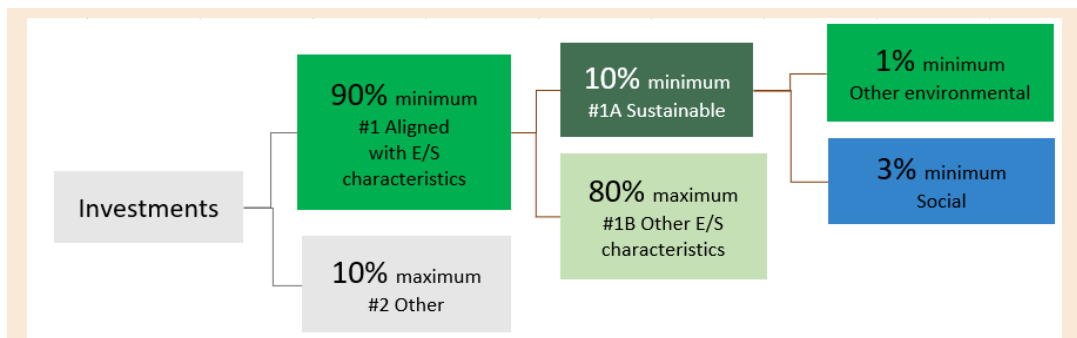 Investments
90% minimum
#1 Aligned
with E/S
characteristics
10% maximum
#2 Other
10% minimum
#1A Sustainable
80% maximum
#1B Other E/S
characteristics
1% minimum
Other environmental
3% minimum
Social